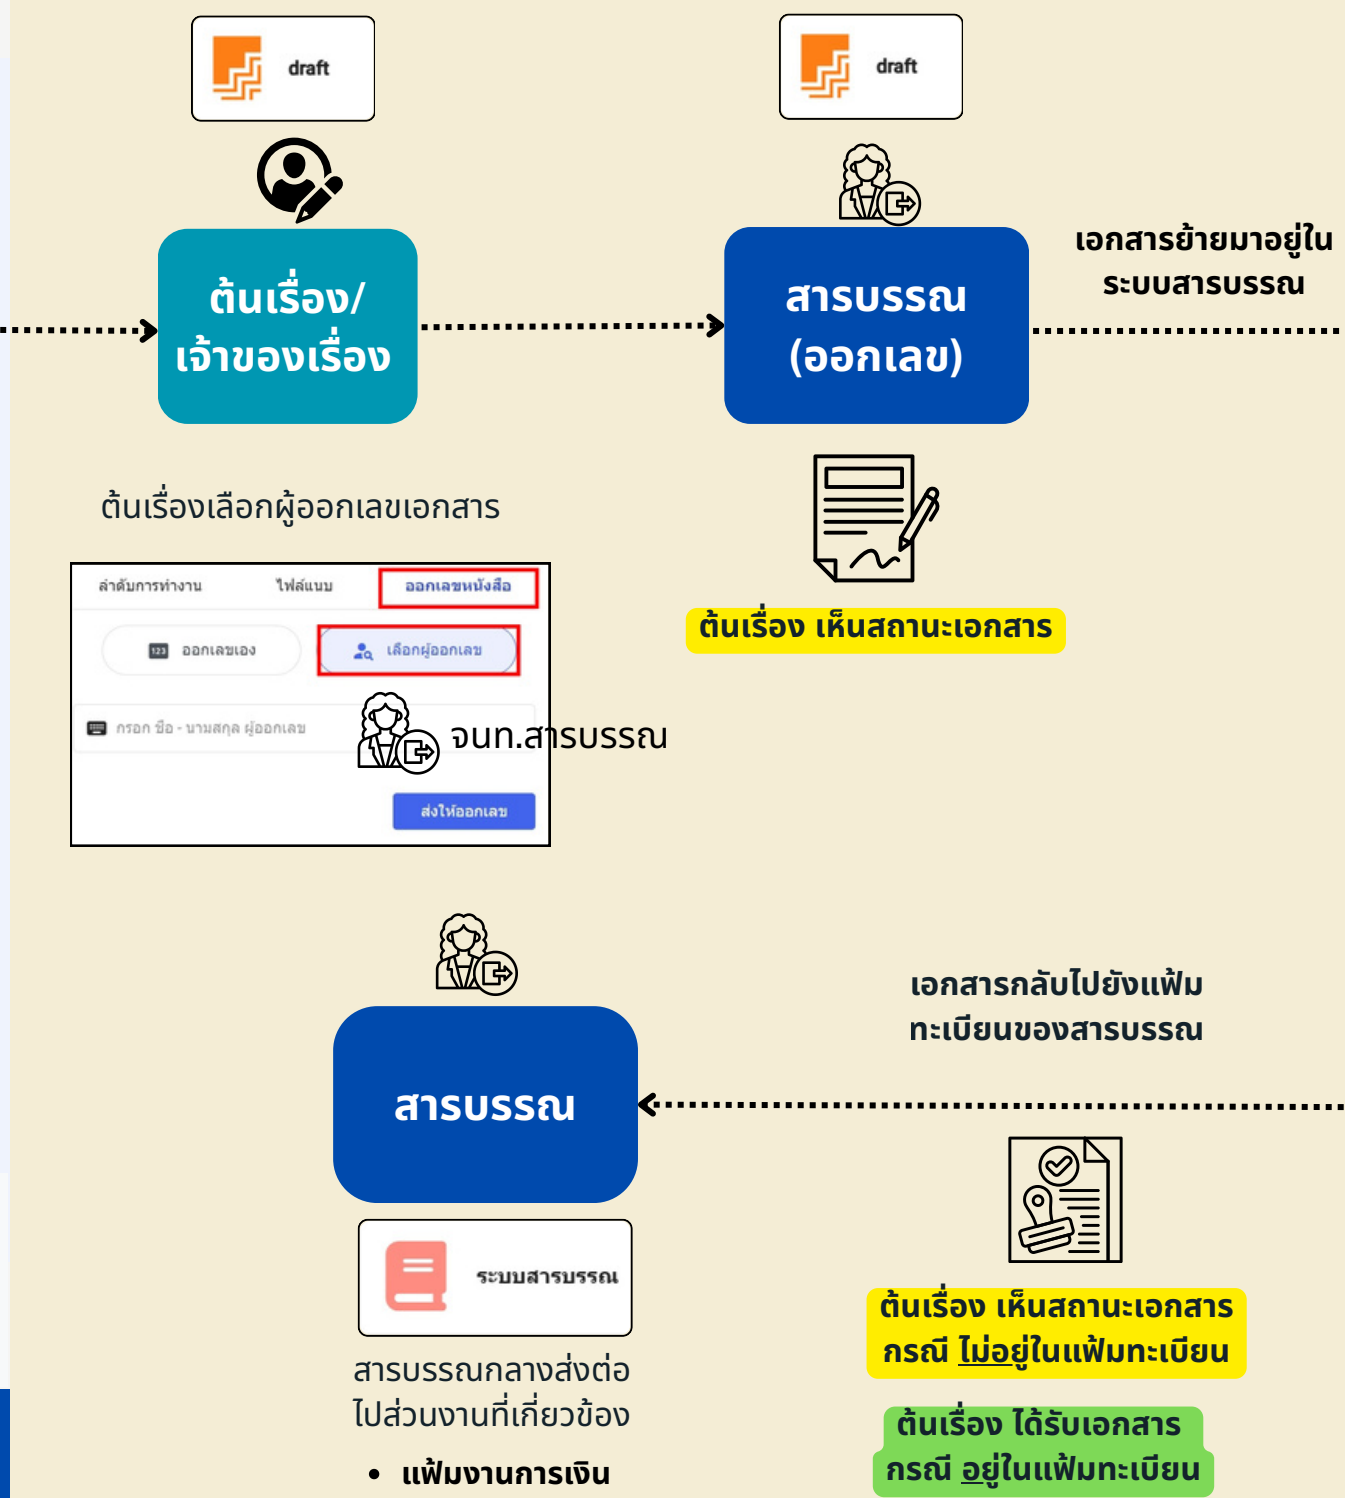 draft
draft
ต้นเรื่อง/
เจ้าของเรื่อง
สารบรรณ
(ออกเลข)
เอกสารย้ายมาอยู่ใน
ระบบสารบรรณ
ต้นเรื่องเลือกผู้ออกเลขเอกสาร
ลำดับการทำงาน ไฟล์แนบ ออกเลขหนังสือ
123 ออกเลขเอง เลือกผู้ออกเลข
กรอก ชื่อ - นามสกุล ผู้ออกเลข
จนท.สารบรรณ
ส่งให้ออกเลข
ต้นเรื่อง เห็นสถานะเอกสาร
เอกสารกลับไปยังแฟ้ม
ทะเบียนของสารบรรณ
สารบรรณ
ระบบสารบรรณ
สารบรรณกลางส่งต่อ
ไปส่วนงานที่เกี่ยวข้อง
• แฟ้มงานการเงิน
ต้นเรื่อง เห็นสถานะเอกสาร
กรณี ไม่อยู่ในแฟ้มทะเบียน
ต้นเรื่อง ได้รับเอกสาร
กรณี อยู่ในแฟ้มทะเบียน